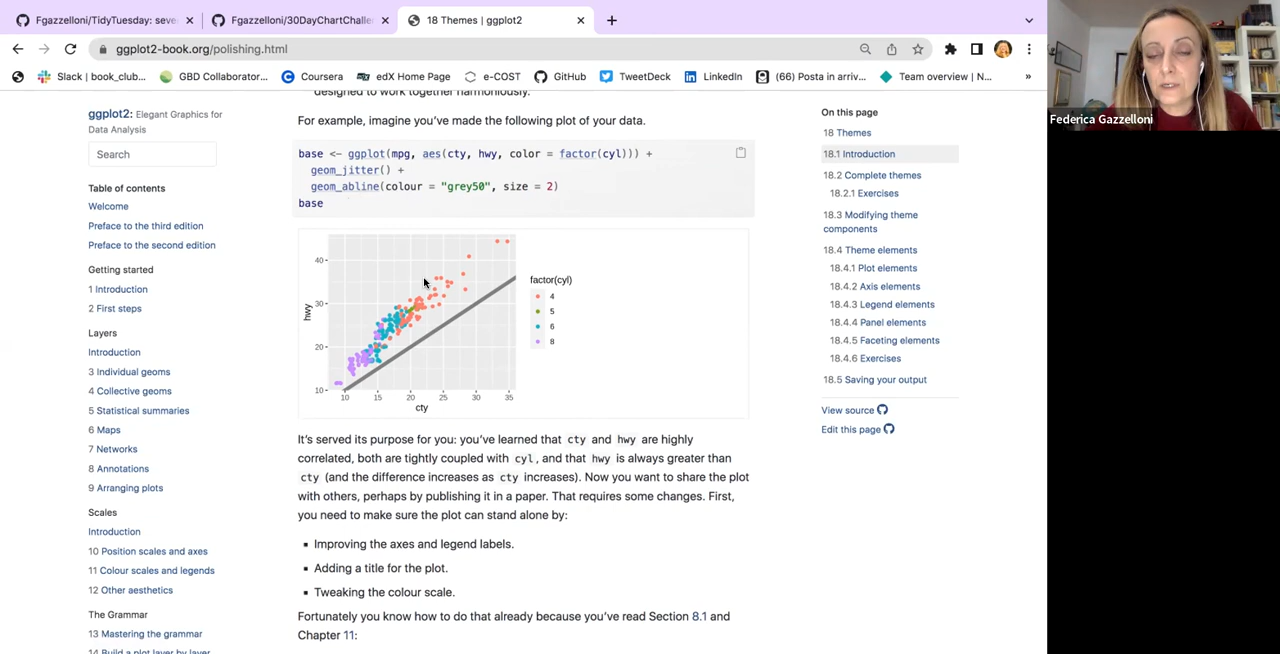 Fgazzelloni/TidyTuesday: seve
Fgazzelloni/30DayChartChalle
18 Themes | ggplot2
ggplot2-book.org/polishing.html
Slack | book_club...
GBD Collaborator...
Coursera
edX Home Page
e-COST
GitHub
TweetDeck
LinkedIn
(66) Posta in arriv...
Team overview | N...
»
Federica Gazzelloni
ggplot2: Elegant Graphics for
Data Analysis
Search
Table of contents
Welcome
Preface to the third edition
Preface to the second edition
Getting started
1 Introduction
2 First steps
Layers
Introduction
3 Individual geoms
4 Collective geoms
5 Statistical summaries
6 Maps
7 Networks
8 Annotations
9 Arranging plots
Scales
Introduction
10 Position scales and axes
11 Colour scales and legends
12 Other aesthetics
The Grammar
13 Mastering the grammar
14 Build a plot layer by layer
designed to work together harmoniously.
For example, imagine you've made the following plot of your data.
base <- ggplot(mpg, aes(cty, hwy, color = factor(cyl))) +
geom_jitter() +
geom_abline(colour = "grey50", size = 2)
base
40
30
20
10
hwy
10 15 20 25 30 35
cty
factor(cyl)
4
5
6
8
It's served its purpose for you: you've learned that cty and hwy are highly
correlated, both are tightly coupled with cyl, and that hwy is always greater than
cty (and the difference increases as cty increases). Now you want to share the plot
with others, perhaps by publishing it in a paper. That requires some changes. First,
you need to make sure the plot can stand alone by:
▪ Improving the axes and legend labels.
▪ Adding a title for the plot.
▪ Tweaking the colour scale.
Fortunately you know how to do that already because you've read Section 8.1 and
Chapter 11:
On this page
18 Themes
18.1 Introduction
18.2 Complete themes
18.2.1 Exercises
18.3 Modifying theme
components
18.4 Theme elements
18.4.1 Plot elements
18.4.2 Axis elements
18.4.3 Legend elements
18.4.4 Panel elements
18.4.5 Faceting elements
18.4.6 Exercises
18.5 Saving your output
View source
Edit this page